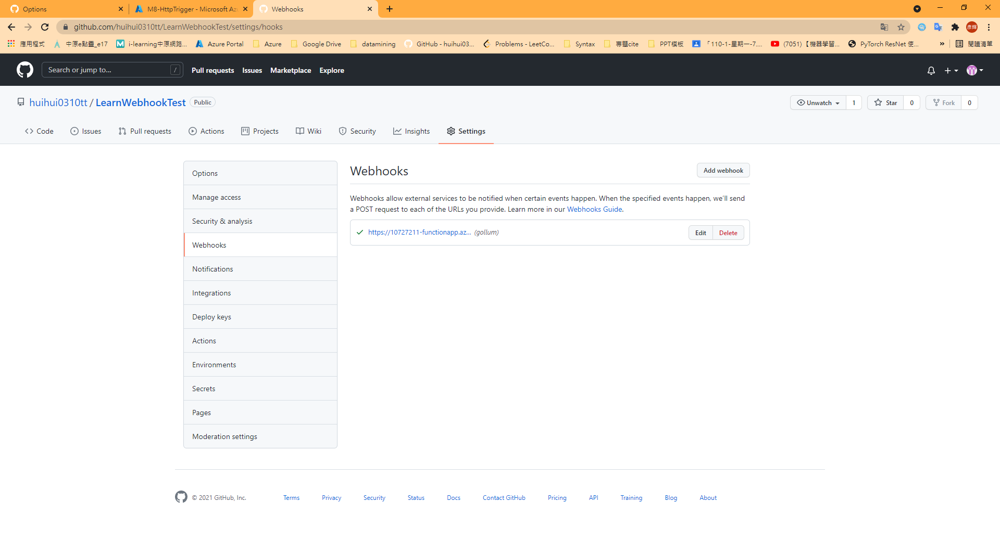 Options
M8-HttpTrigger - Microsoft Az
Webhooks
github.com/huihui0310tt/LearnWebhookTest/settings/hooks
彥輝
應用程式
中原e點靈_e17
i-learning中原網路...
Azure Portal
Azure
Google Drive
datamining
GitHub - huihui03...
Problems - LeetCo...
Syntax
專題cite
PPT模板
「110-1-星期一-7....
(7051) 【機器學習...
PyTorch ResNet 使...
»
閱讀清單
Search or jump to...
/
Pull requests
Issues
Marketplace
Explore
huihui0310tt / LearnWebhookTest
Public
Unwatch
1
Star
0
Fork
0
Code
Issues
Pull requests
Actions
Projects
Wiki
Security
Insights
Settings
Options
Manage access
Security & analysis
Webhooks
Notifications
Integrations
Deploy keys
Actions
Environments
Secrets
Pages
Moderation settings
Webhooks
Add webhook
Webhooks allow external services to be notified when certain events happen. When the specified events happen, we'll send
a POST request to each of the URLs you provide. Learn more in our Webhooks Guide.
https://10727211-functionapp.az... (gollum)
Edit
Delete
© 2021 GitHub, Inc.
Terms
Privacy
Security
Status
Docs
Contact GitHub
Pricing
API
Training
Blog
About